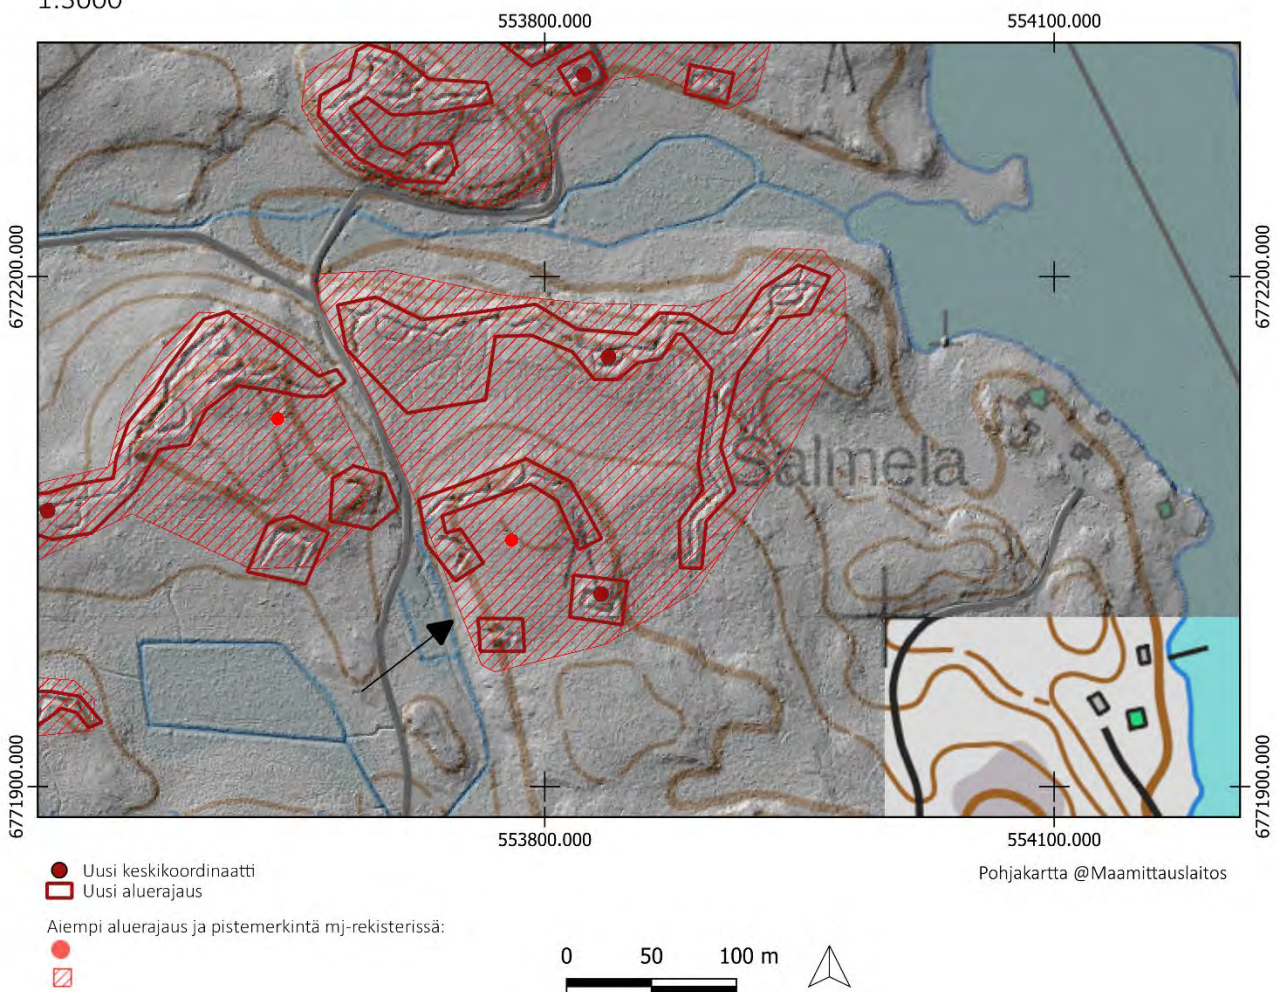 1:3000
553800.000 554100.000
6772200.000 6772200.000
Salmela
6771900.000 6771900.000
553800.000 554100.000
Uusi keskikoordinaatti
Uusi aluerajaus
Pohjakartta @Maamittauslaitos
Aiempi aluerajaus ja pistemerkintä mj-rekisterissä:
0 50 100 m